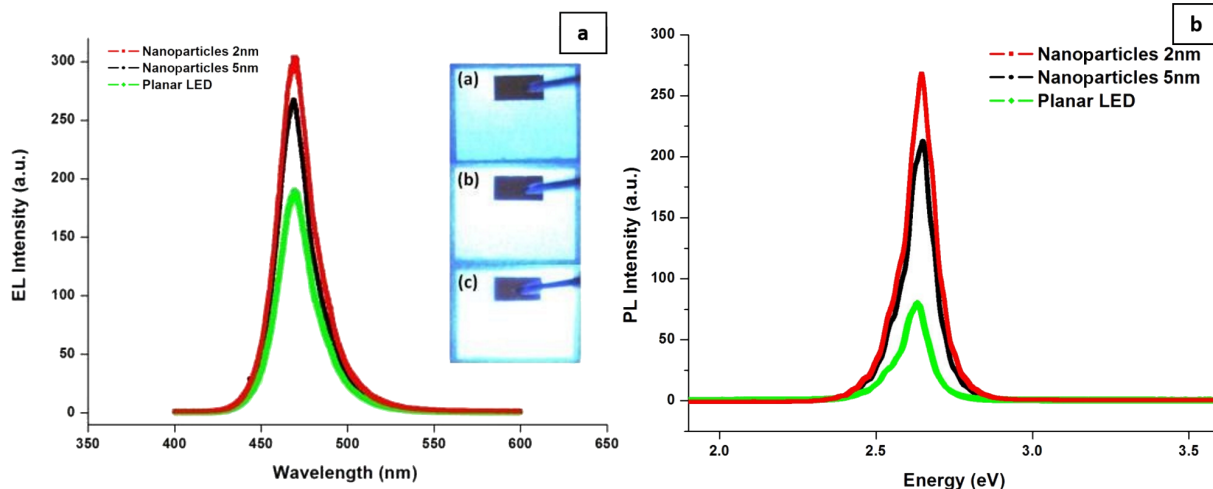 a
300
250
200
150
100
50
0
EL Intensity (a.u.)
Nanoparticles 2nm
Nanoparticles 5nm
Planar LED
(a)
(b)
(c)
350 400 450 500 550 600 650
Wavelength (nm)
b
300
250
200
150
100
50
0
PL Intensity (a.u.)
Nanoparticles 2nm
Nanoparticles 5nm
Planar LED
2.0 2.5 3.0 3.5
Energy (eV)